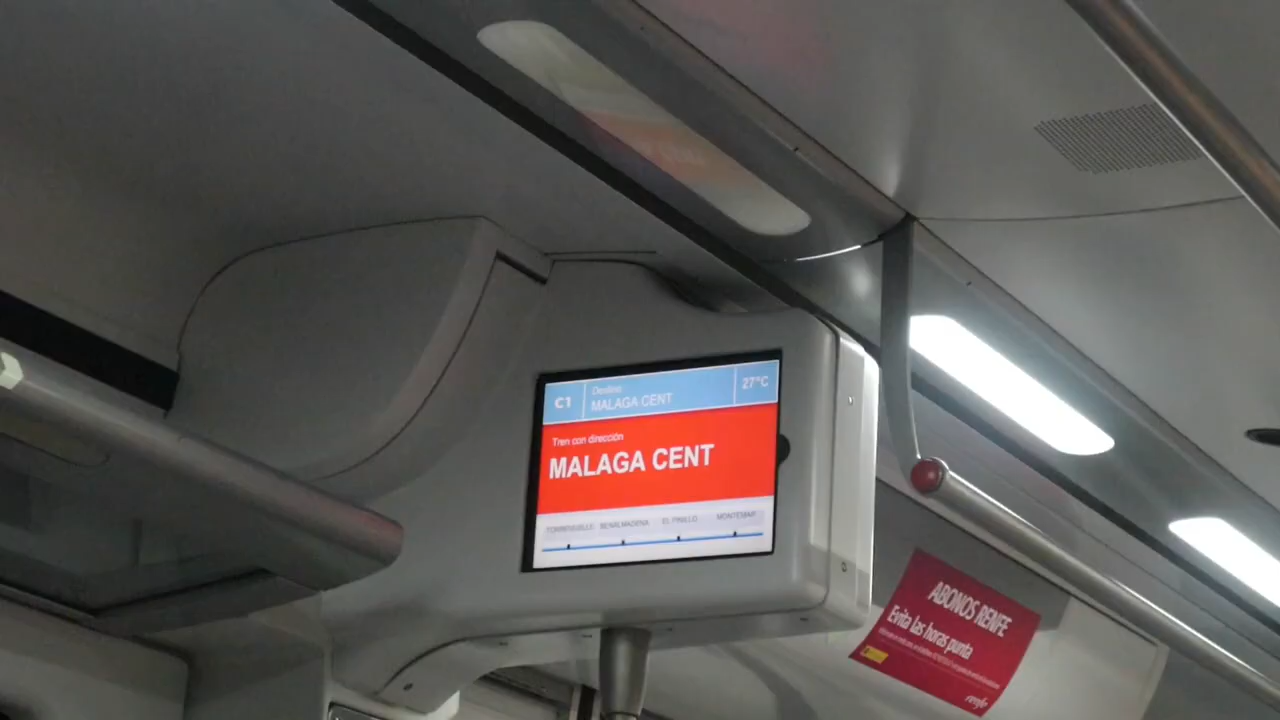 C1
Destino
MALAGA CENT
27°C
Tren con dirección
MALAGA CENT
TORREMUELLE BENALMADENA EL PINILLO MONTEMAR
ABONOS RENFE
Evita las horas punta
renfe